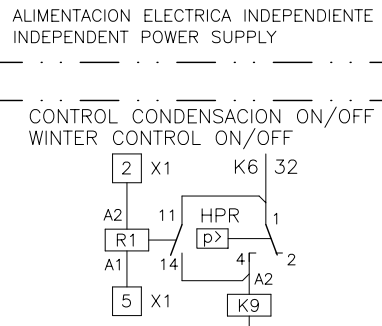 ALIMENTACION ELECTRICA INDEPENDIENTE
INDEPENDENT POWER SUPPLY
CONTROL CONDENSACION ON/OFF
WINTER CONTROL ON/OFF
2 X1 K6 32
A2 11 HPR 1
R1 p>
A1 14 4 2
A2
5 X1 K9